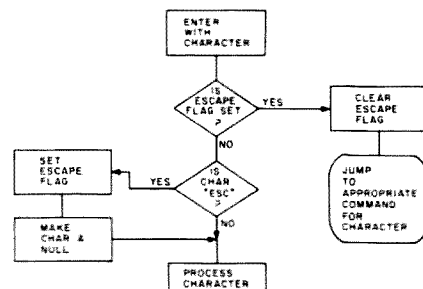 ENTER
WITH
CHARACTER
IS
ESCAPE
FLAG SET
?
YES
CLEAR
ESCAPE
FLAG
NO
SET
ESCAPE
FLAG
YES
IS
CHAR
"ESC"
?
JUMP
TO
APPROPRIATE
COMMAND
FOR
CHARACTER
NO
MAKE
CHAR A
NULL
PROCESS
CHARACTER